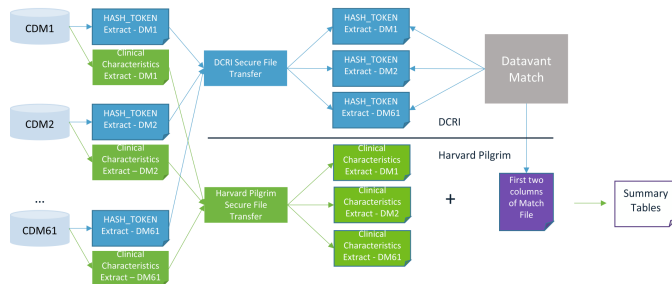 CDM1
HASH_TOKEN
Extract - DM1
Clinical
Characteristics
Extract - DM1
CDM2
HASH_TOKEN
Extract - DM2
Clinical
Characteristics
Extract – DM2
...
CDM61
HASH_TOKEN
Extract - DM61
Clinical
Characteristics
Extract – DM61
DCRI Secure File
Transfer
Harvard Pilgrim
Secure File
Transfer
HASH_TOKEN
Extract - DM1
HASH_TOKEN
Extract - DM2
HASH_TOKEN
Extract - DM61
Datavant
Match
DCRI
Harvard Pilgrim
Clinical
Characteristics
Extract - DM1
Clinical
Characteristics
Extract - DM2
Clinical
Characteristics
Extract - DM61
+
First two
columns
of Match
File
Summary
Tables